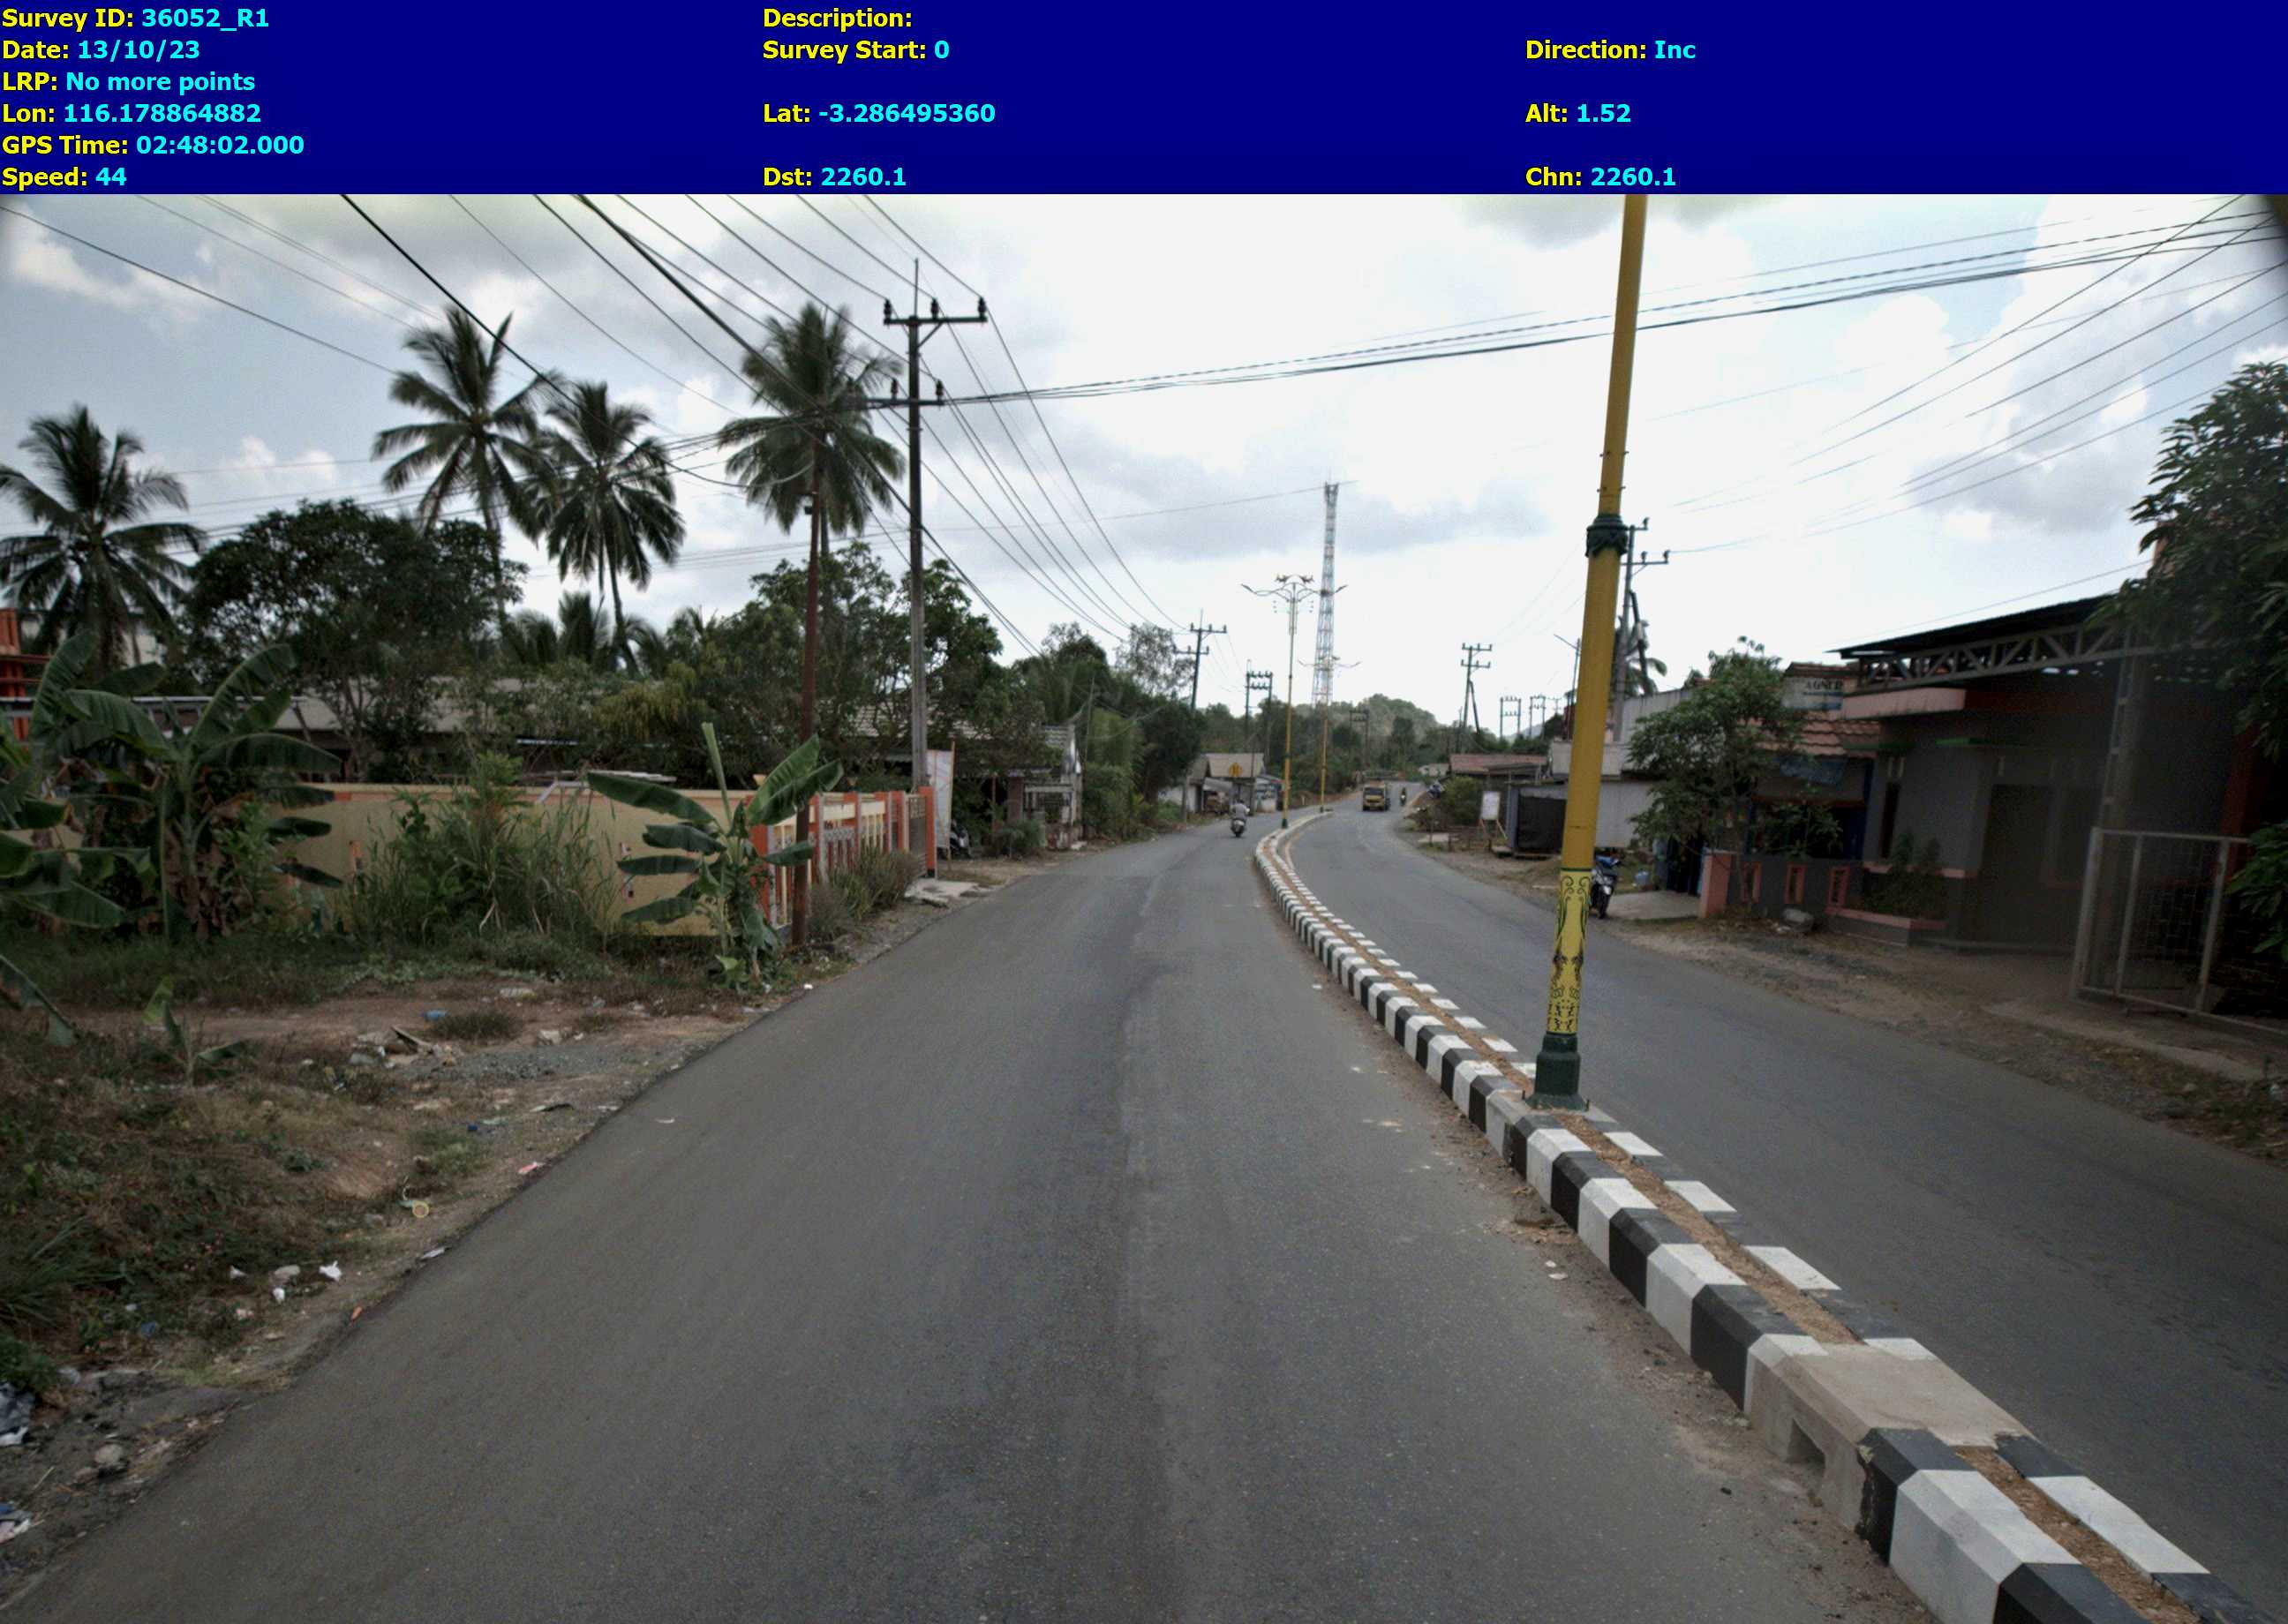 Survey ID: 36052_R1
Description:
Date: 13/10/23
Survey Start: 0
Direction: Inc
LRP: No more points
Lon: 116.178864882
Lat: -3.286495360
Alt: 1.52
GPS Time: 02:48:02.000
Speed: 44
Dst: 2260.1
Chn: 2260.1